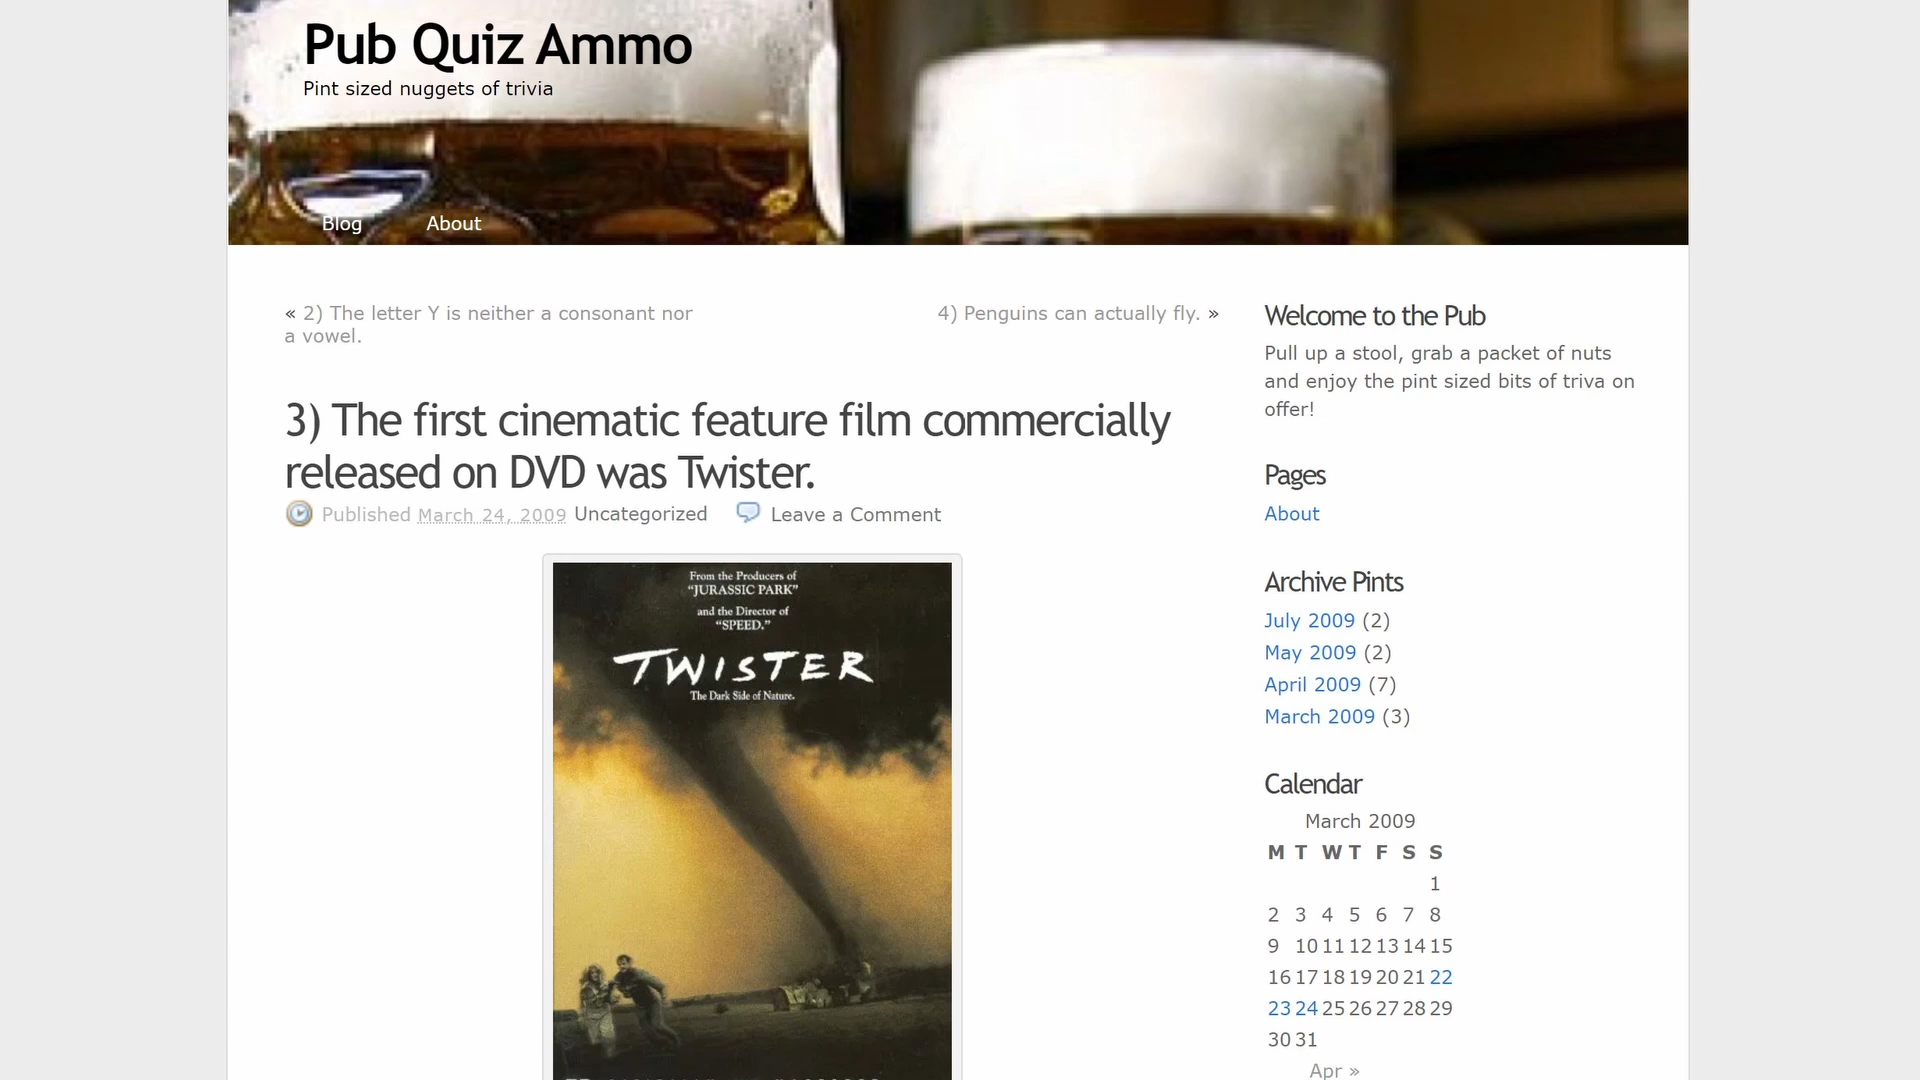 Pub Quiz Ammo
Pint sized nuggets of trivia
Blog
About
« 2) The letter Y is neither a consonant nor
a vowel.
4) Penguins can actually fly. »
3) The first cinematic feature film commercially
released on DVD was Twister.
Published March 24, 2009 Uncategorized Leave a Comment
From the Producers of
“JURASSIC PARK”
and the Director of
“SPEED.”
TWISTER
The Dark Side of Nature.
Welcome to the Pub
Pull up a stool, grab a packet of nuts
and enjoy the pint sized bits of triva on
offer!
Pages
About
Archive Pints
July 2009 (2)
May 2009 (2)
April 2009 (7)
March 2009 (3)
Calendar
March 2009
M T W T F S S
1
2 3 4 5 6 7 8
9 10 11 12 13 14 15
16 17 18 19 20 21 22
23 24 25 26 27 28 29
30 31
Apr »